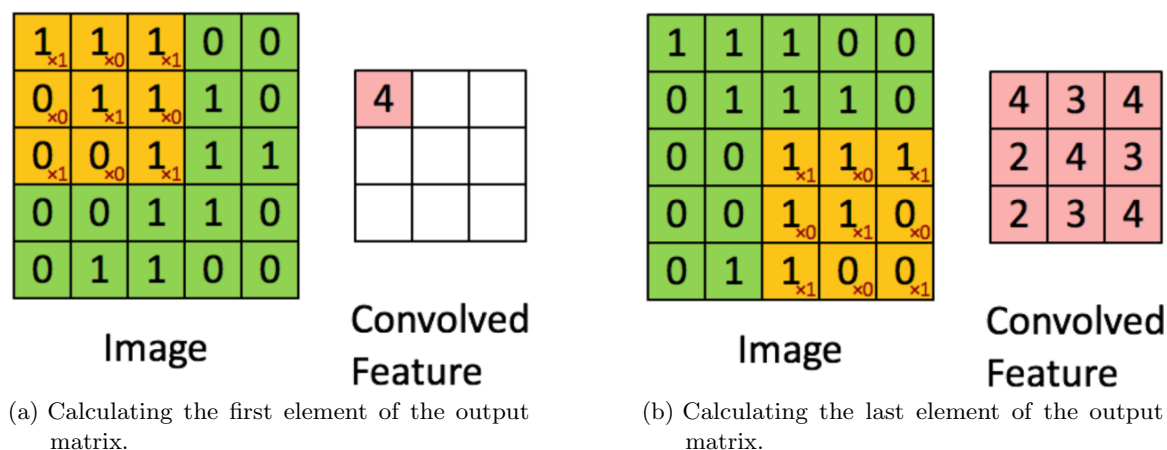 1×1 1×0 1×1 0 0
0×0 1×1 1×0 1 0
0×1 0×0 1×1 1 1
0 0 1 1 0
0 1 1 0 0
Image
4
Convolved
Feature
(a) Calculating the first element of the output
matrix.
1 1 1 0 0
0 1 1 1 0
0 0 1×1 1×0 1×1
0 0 1×0 1×1 0×0
0 1 1×1 0×0 0×1
Image
4 3 4
2 4 3
2 3 4
Convolved
Feature
(b) Calculating the last element of the output
matrix.